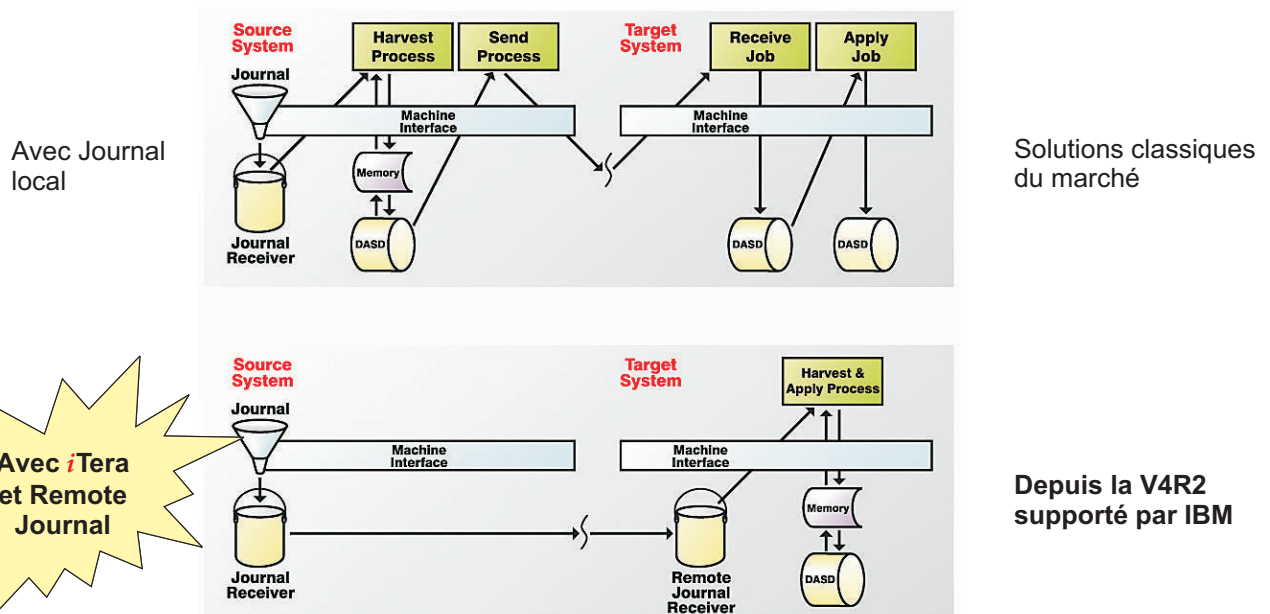 Avec Journal
local
Source
System
Journal
Harvest
Process
Send
Process
Target
System
Receive
Job
Apply
Job
Machine
Interface
Machine
Interface
Memory
DASD
Journal
Receiver
DASD
DASD
Solutions classiques
du marché
Avec iTera
et Remote
Journal
Source
System
Journal
Target
System
Harvest &
Apply Process
Machine
Interface
Machine
Interface
Memory
DASD
Journal
Receiver
Remote
Journal
Receiver
Depuis la V4R2
supporté par IBM